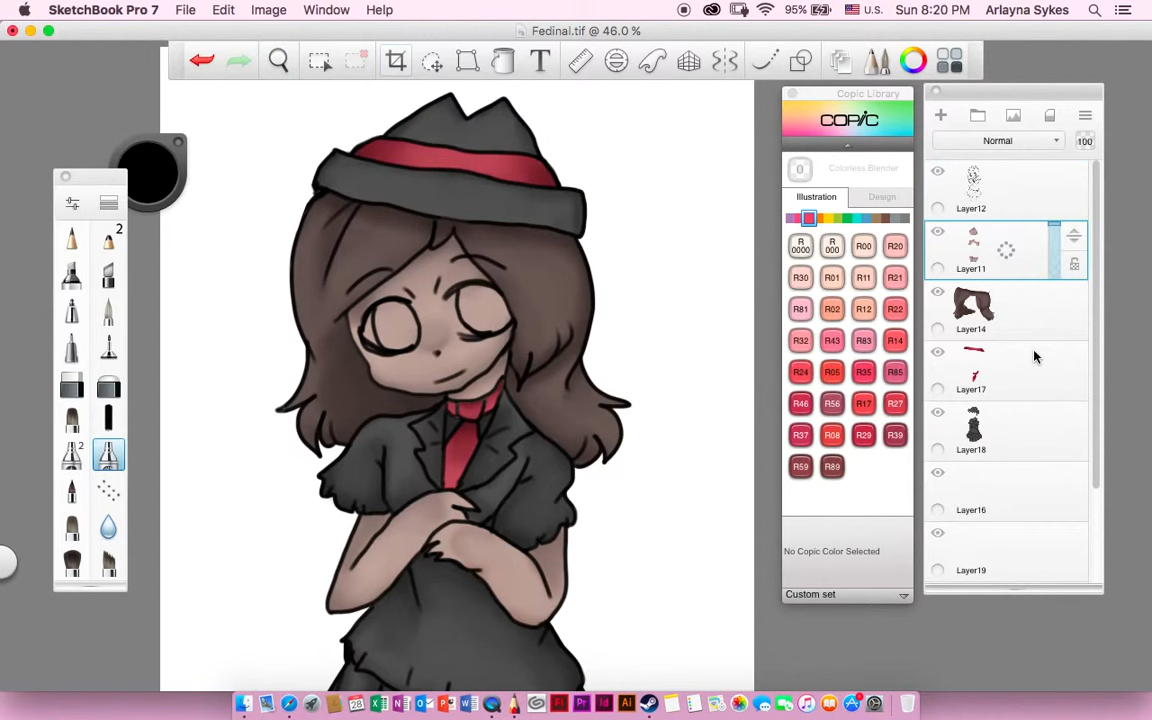 SketchBook Pro 7 File Edit Image Window Help 95% U.S. Sun 8:20 PM Arlayna Sykes
Fedinal.tif @ 46.0 %
T
Copic Library
COPIC
0 Colorless Blender
Illustration Design
R 0000 R 000 R00 R20
R30 R01 R11 R21
R81 R02 R12 R22
R32 R43 R83 R14
R24 R05 R35 R85
R46 R56 R17 R27
R37 R08 R29 R39
R59 R89
No Copic Color Selected
Custom set
Normal 100
Layer12
Layer11
Layer14
Layer17
Layer18
Layer16
Layer19
2
2